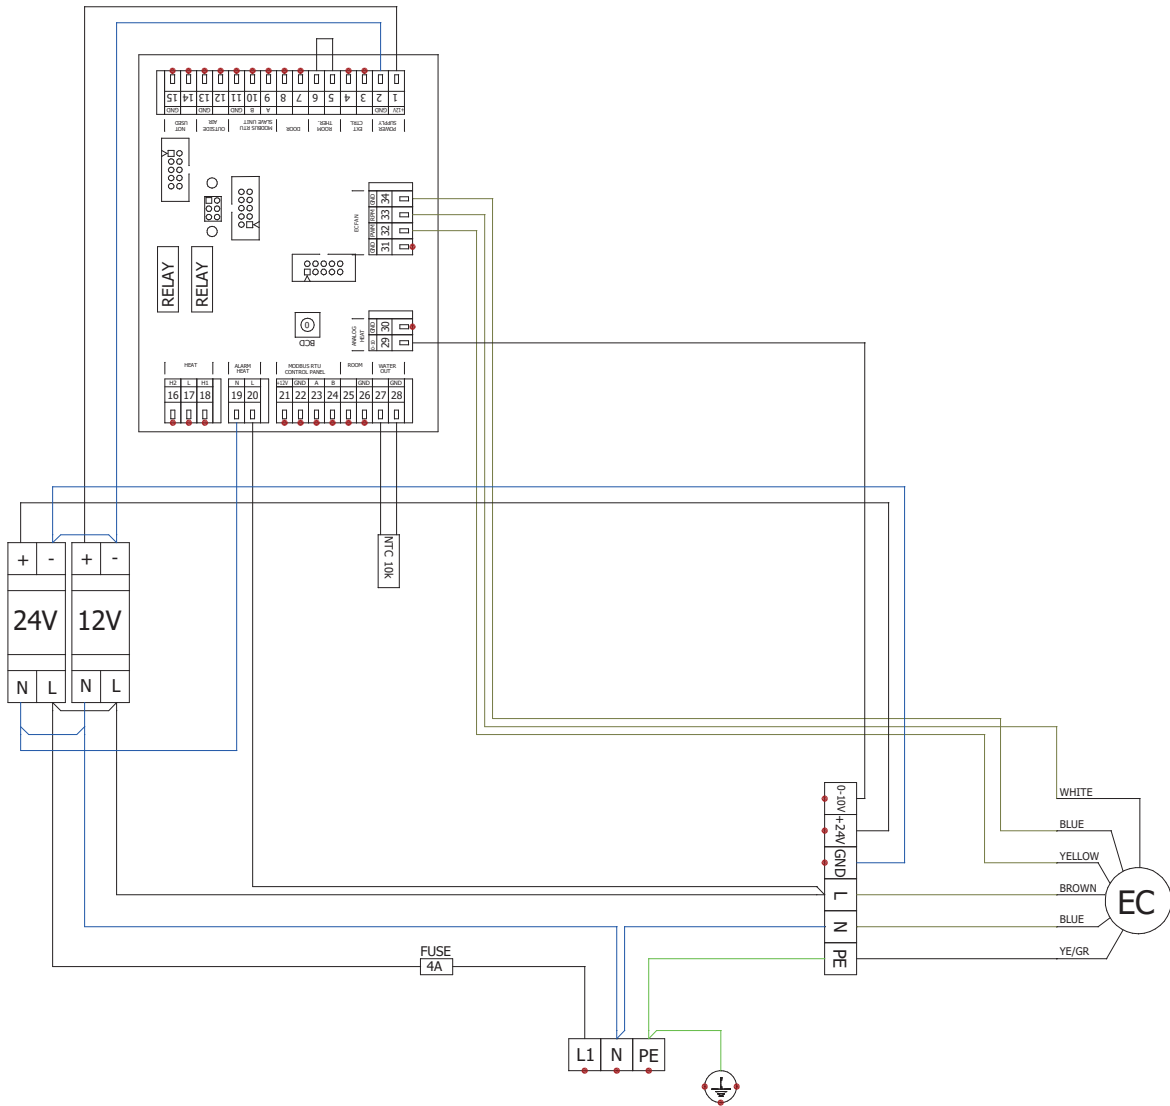 15 14 13 12 11 10 9 8 7 6 5 4 3 2 1
GND GND GND B A GND +12V
NOT USED
OUTSIDE AIR
MODBUS RTU SLAVE UNIT
DOOR
ROOM THER.
EXT CTRL
POWER SUPPLY
ECFAN
GND 34
RPM 33
PWM 32
GND 31
RELAY
RELAY
0
BCD
ANALOG HEAT
GND 30
0-10 29
HEAT
ALARM HEAT
MODBUS RTU CONTROL PANEL
ROOM
WATER OUT
H2 L H1 N L +12V GND A B GND GND
16 17 18 19 20 21 22 23 24 25 26 27 28
NTC 10k
+ - + -
24V 12V
N L N L
0-10V
+24V
GND
L
N
PE
WHITE
BLUE
YELLOW
BROWN
BLUE
YE/GR
EC
FUSE
4A
L1 N PE